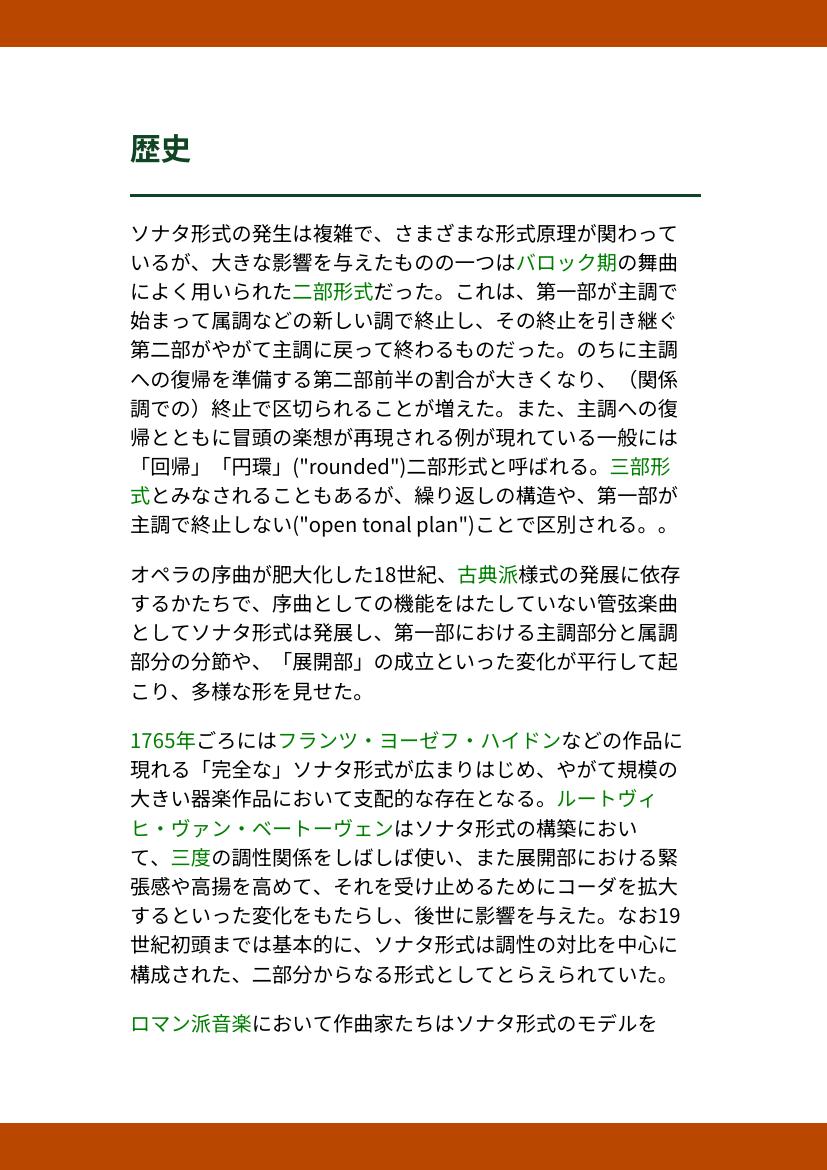 歴史
ソナタ形式の発生は複雑で、さまざまな形式原理が関わって
いるが、大きな影響を与えたものの一つはバロック期の舞曲
によく用いられた二部形式だった。これは、第一部が主調で
始まって属調などの新しい調で終止し、その終止を引き継ぐ
第二部がやがて主調に戻って終わるものだった。のちに主調
への復帰を準備する第二部前半の割合が大きくなり、（関係
調での）終止で区切られることが増えた。また、主調への復
帰とともに冒頭の楽想が再現される例が現れている一般には
「回帰」「円環」("rounded")二部形式と呼ばれる。三部形
式とみなされることもあるが、繰り返しの構造や、第一部が
主調で終止しない("open tonal plan")ことで区別される。。
オペラの序曲が肥大化した18世紀、古典派様式の発展に依存
するかたちで、序曲としての機能をはたしていない管弦楽曲
としてソナタ形式は発展し、第一部における主調部分と属調
部分の分節や、「展開部」の成立といった変化が平行して起
こり、多様な形を見せた。
1765年ごろにはフランツ・ヨーゼフ・ハイドンなどの作品に
現れる「完全な」ソナタ形式が広まりはじめ、やがて規模の
大きい器楽作品において支配的な存在となる。ルートヴィ
ヒ・ヴァン・ベートーヴェンはソナタ形式の構築におい
て、三度の調性関係をしばしば使い、また展開部における緊
張感や高揚を高めて、それを受け止めるためにコーダを拡大
するといった変化をもたらし、後世に影響を与えた。なお19
世紀初頭までは基本的に、ソナタ形式は調性の対比を中心に
構成された、二部分からなる形式としてとらえられていた。
ロマン派音楽において作曲家たちはソナタ形式のモデルを